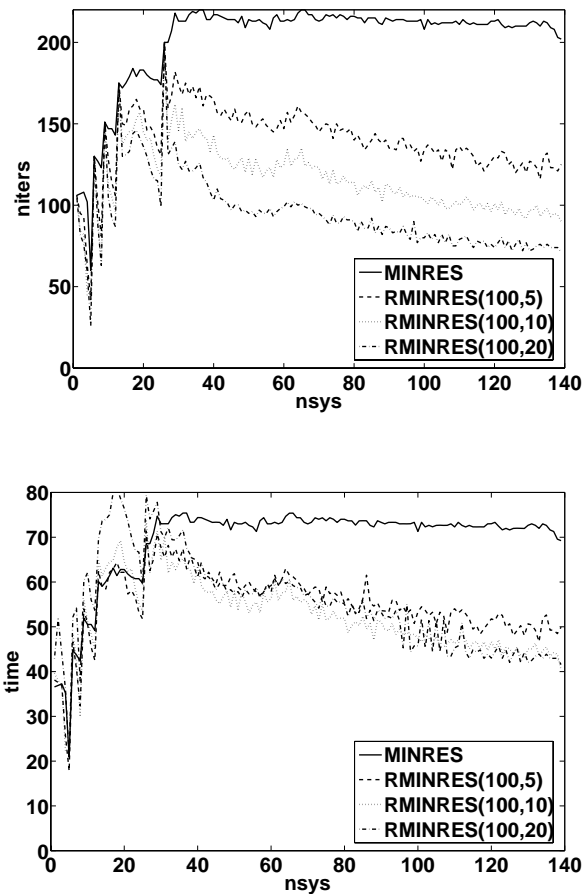 200
150
niters
100
50
0
MINRES
RMINRES(100,5)
RMINRES(100,10)
RMINRES(100,20)
0 20 40 60 80 100 120 140
nsys
80
70
60
50
time
40
30
20
10
0
MINRES
RMINRES(100,5)
RMINRES(100,10)
RMINRES(100,20)
0 20 40 60 80 100 120 140
nsys